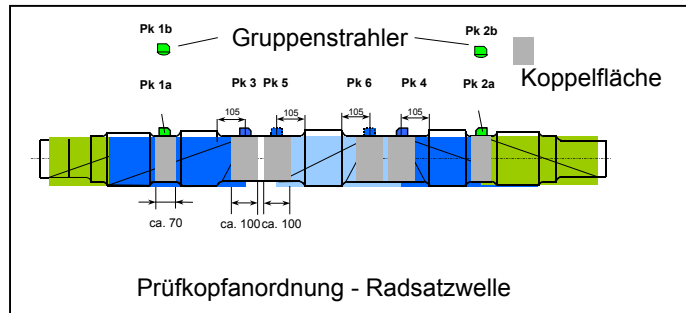 Pk 1b
Gruppenstrahler
Pk 2b
Koppelfläche
Pk 1a
Pk 3
Pk 5
Pk 6
Pk 4
Pk 2a
105
105
105
105
ca. 70
ca. 100
ca. 100
Prüfkopfanordnung - Radsatzwelle